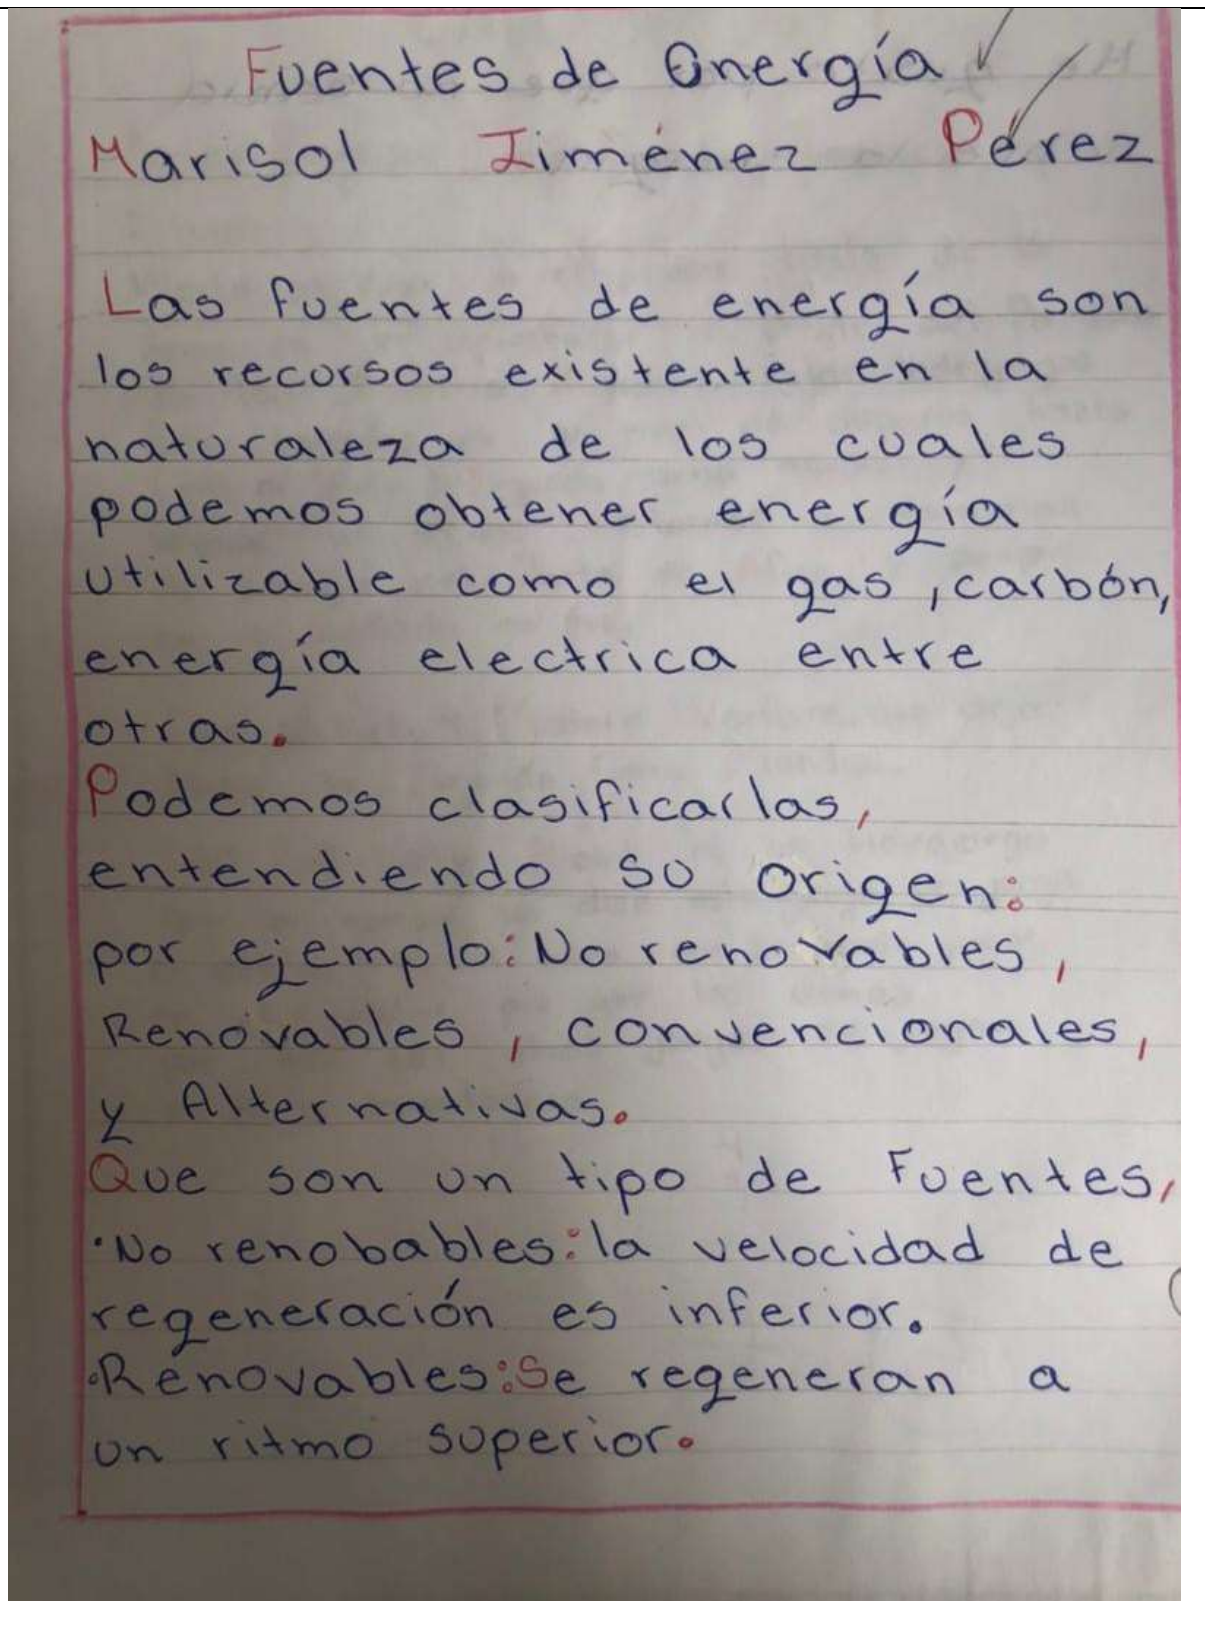 Fuentes de Energía
Marisol Jiménez Pérez
Las fuentes de energía son
los recursos existente en la
naturaleza de los cuales
podemos obtener energía
utilizable como el gas, carbón,
energía electrica entre
otras.
Podemos clasificarlas,
entendiendo su origen:
por ejemplo: No renovables,
Renovables, convencionales,
y Alternativas.
Que son un tipo de Fuentes,
•No renobables: la velocidad de
regeneración es inferior.
•Renovables: Se regeneran a
un ritmo superior.